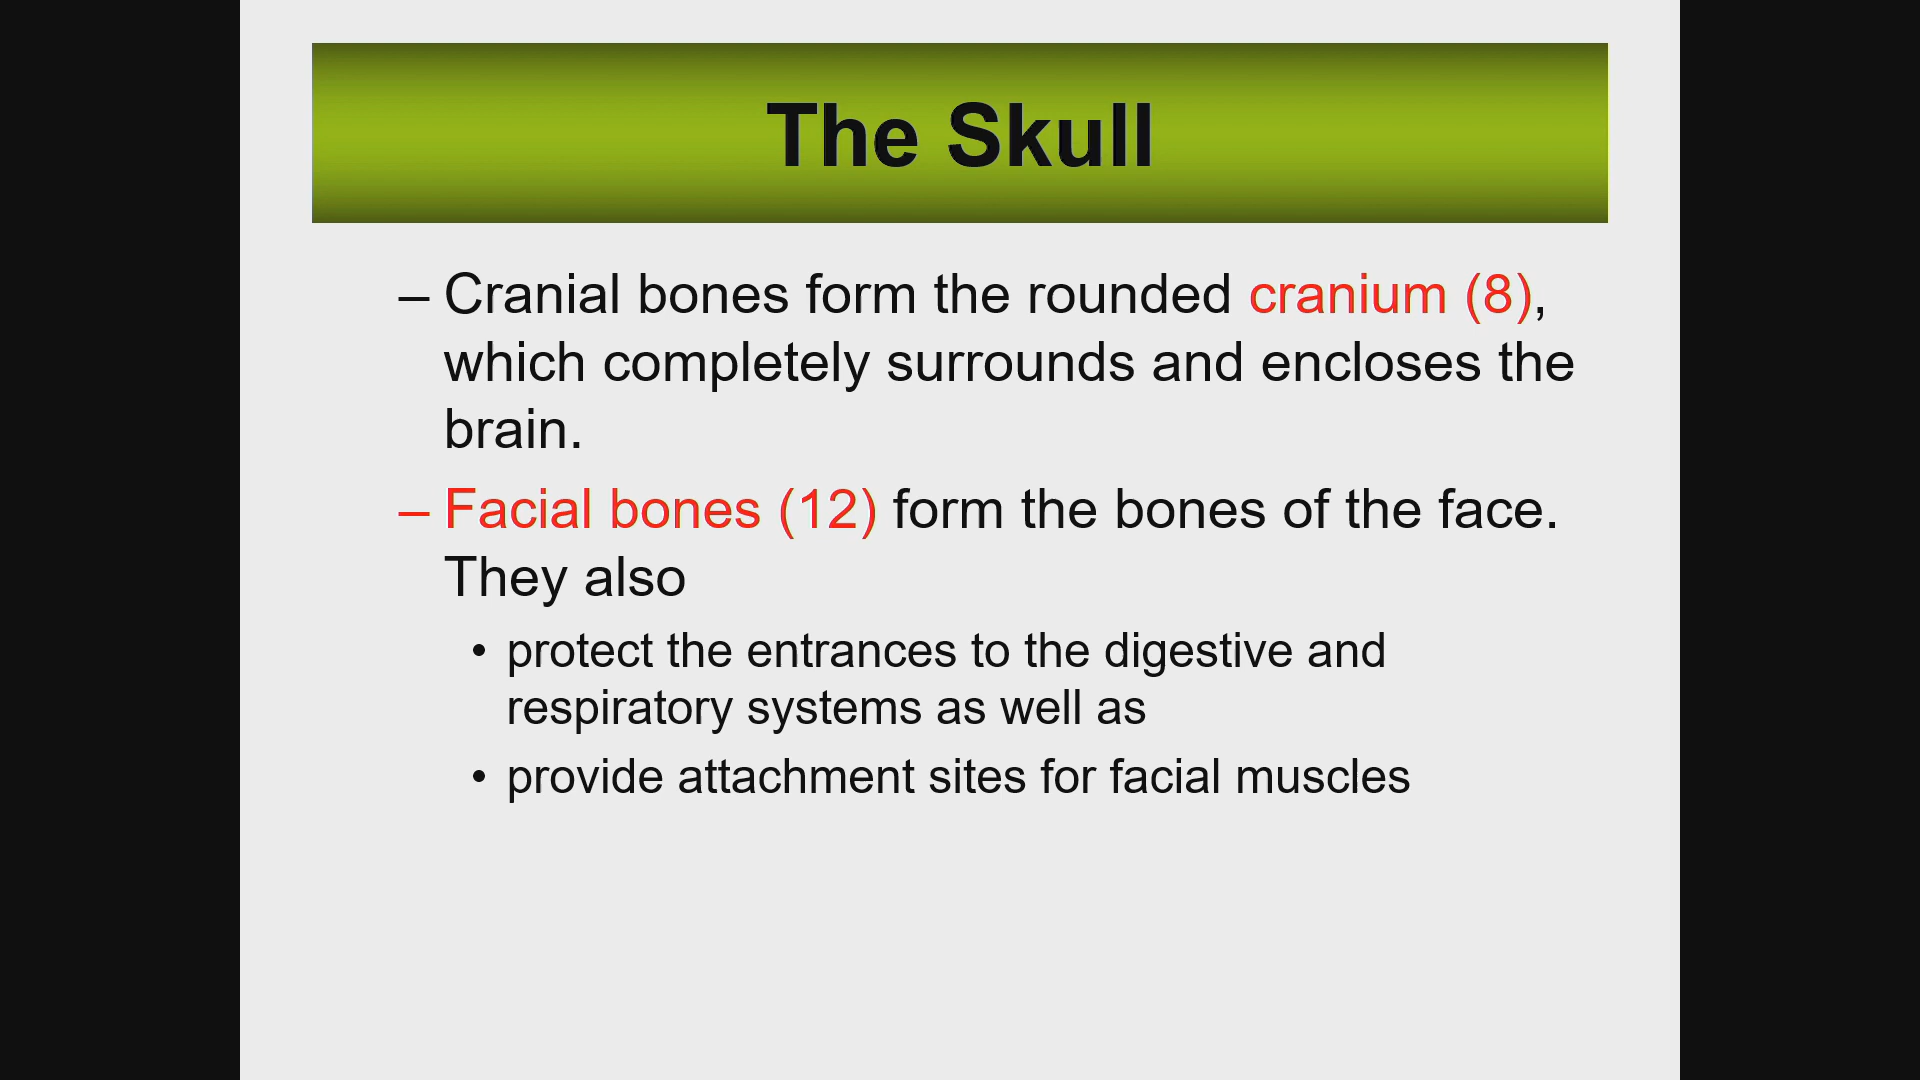 The Skull
– Cranial bones form the rounded cranium (8),
which completely surrounds and encloses the
brain.
– Facial bones (12) form the bones of the face.
They also
• protect the entrances to the digestive and
respiratory systems as well as
• provide attachment sites for facial muscles